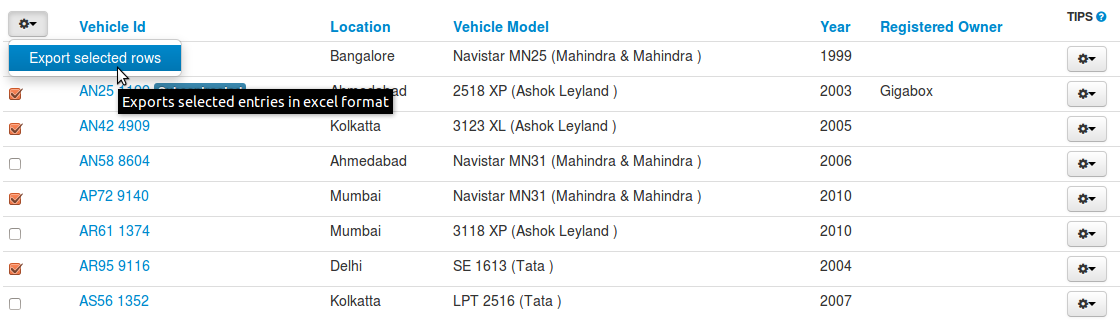 TIPS
Vehicle Id Location Vehicle Model Year Registered Owner
Export selected rows
Bangalore Navistar MN25 (Mahindra & Mahindra ) 1999
AN25 2518 XP (Ashok Leyland ) 2003 Gigabox
Exports selected entries in excel format
AN42 4909 Kolkatta 3123 XL (Ashok Leyland ) 2005
AN58 8604 Ahmedabad Navistar MN31 (Mahindra & Mahindra ) 2006
AP72 9140 Mumbai Navistar MN31 (Mahindra & Mahindra ) 2010
AR61 1374 Mumbai 3118 XP (Ashok Leyland ) 2010
AR95 9116 Delhi SE 1613 (Tata ) 2004
AS56 1352 Kolkatta LPT 2516 (Tata ) 2007